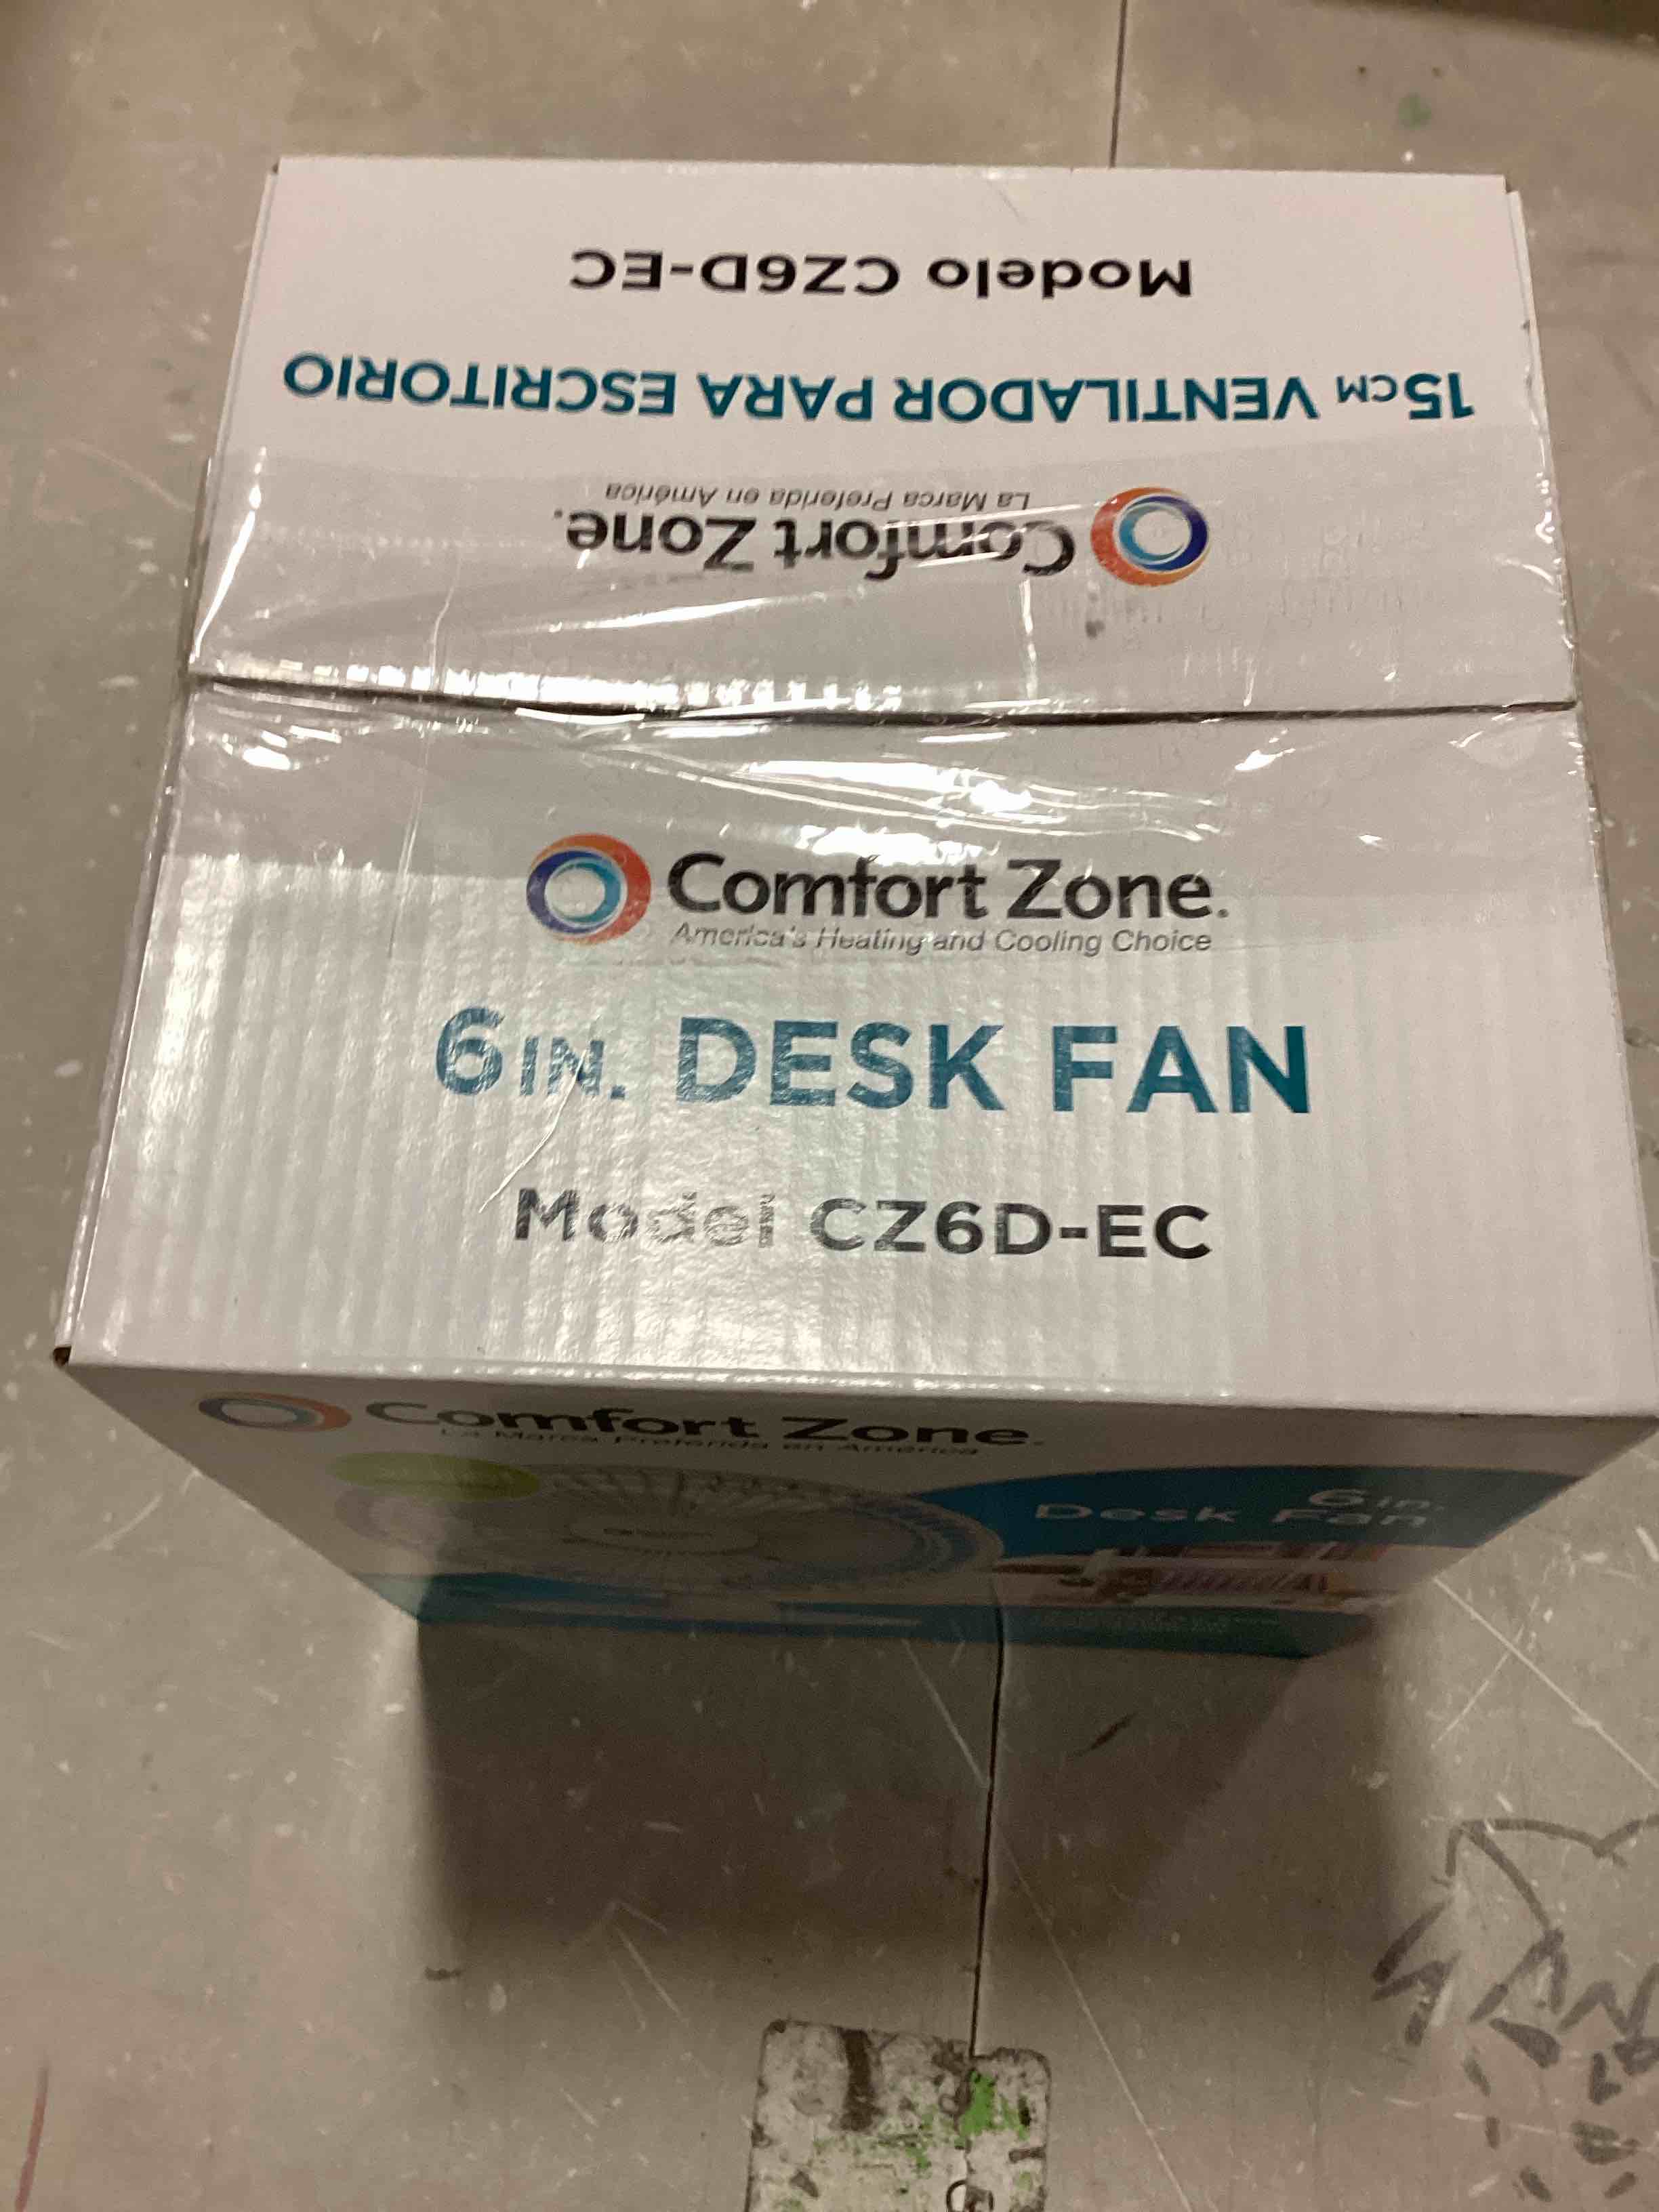 Modelo CZ6D-EC
15CM VENTILADOR PARA ESCRITORIO
La Marca Preferida en América
Comfort Zone.
Comfort Zone.
America's Heating and Cooling Choice
6IN. DESK FAN
Model CZ6D-EC
Comfort Zone.
La Marca Preferida en América
6in.
Desk Fan